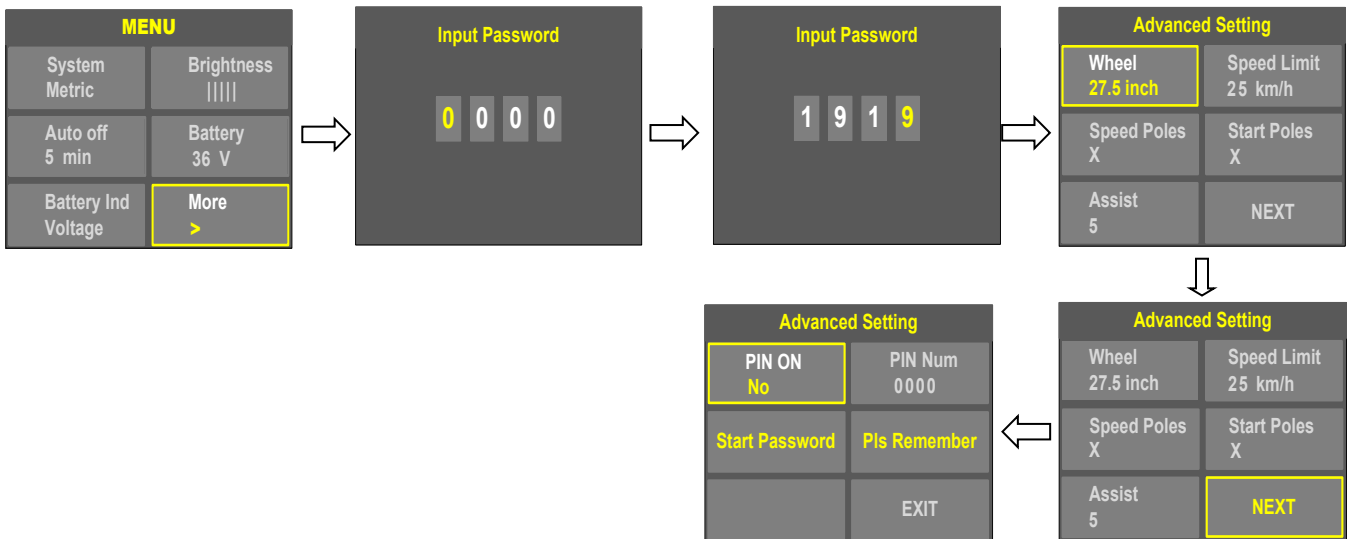 MENU
System
Metric
Brightness
|||||
Auto off
5 min
Battery
36 V
Battery Ind
Voltage
More
>
Input Password
0 0 0 0
Input Password
1 9 1 9
Advanced Setting
Wheel
27.5 inch
Speed Limit
25 km/h
Speed Poles
X
Start Poles
X
Assist
5
NEXT
Advanced Setting
Wheel
27.5 inch
Speed Limit
25 km/h
Speed Poles
X
Start Poles
X
Assist
5
NEXT
Advanced Setting
PIN ON
No
PIN Num
0000
Start Password
Pls Remember
EXIT